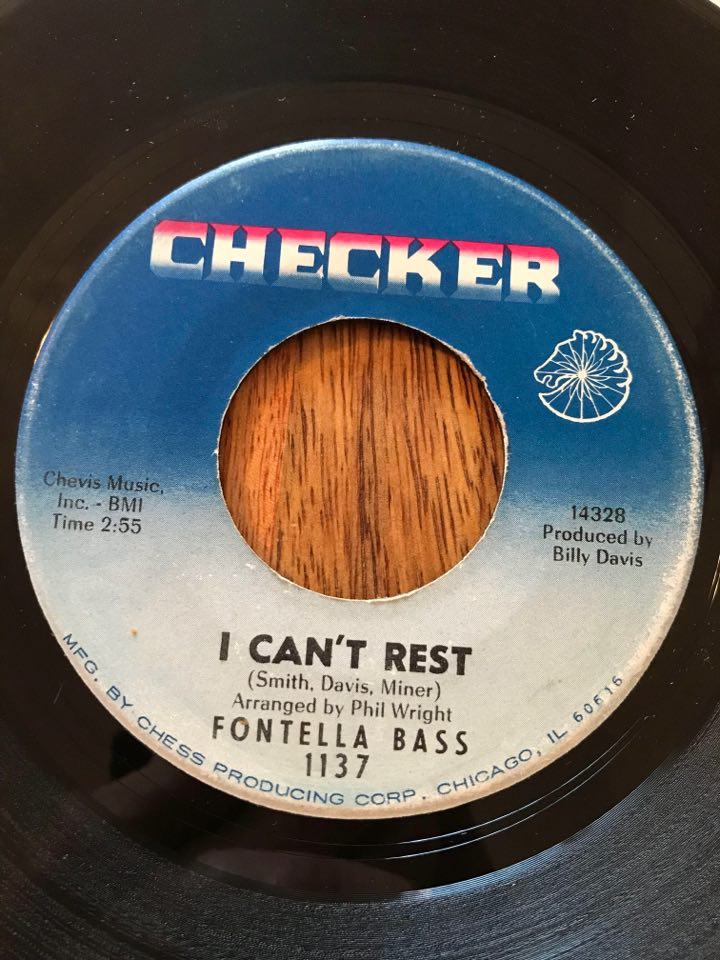 CHECKER
Chevis Music,
Inc. - BMI
Time 2:55
14328
Produced by
Billy Davis
I CAN'T REST
(Smith, Davis, Miner)
Arranged by Phil Wright
FONTELLA BASS
1137
MFG. BY CHESS PRODUCING CORP. CHICAGO, IL 60616